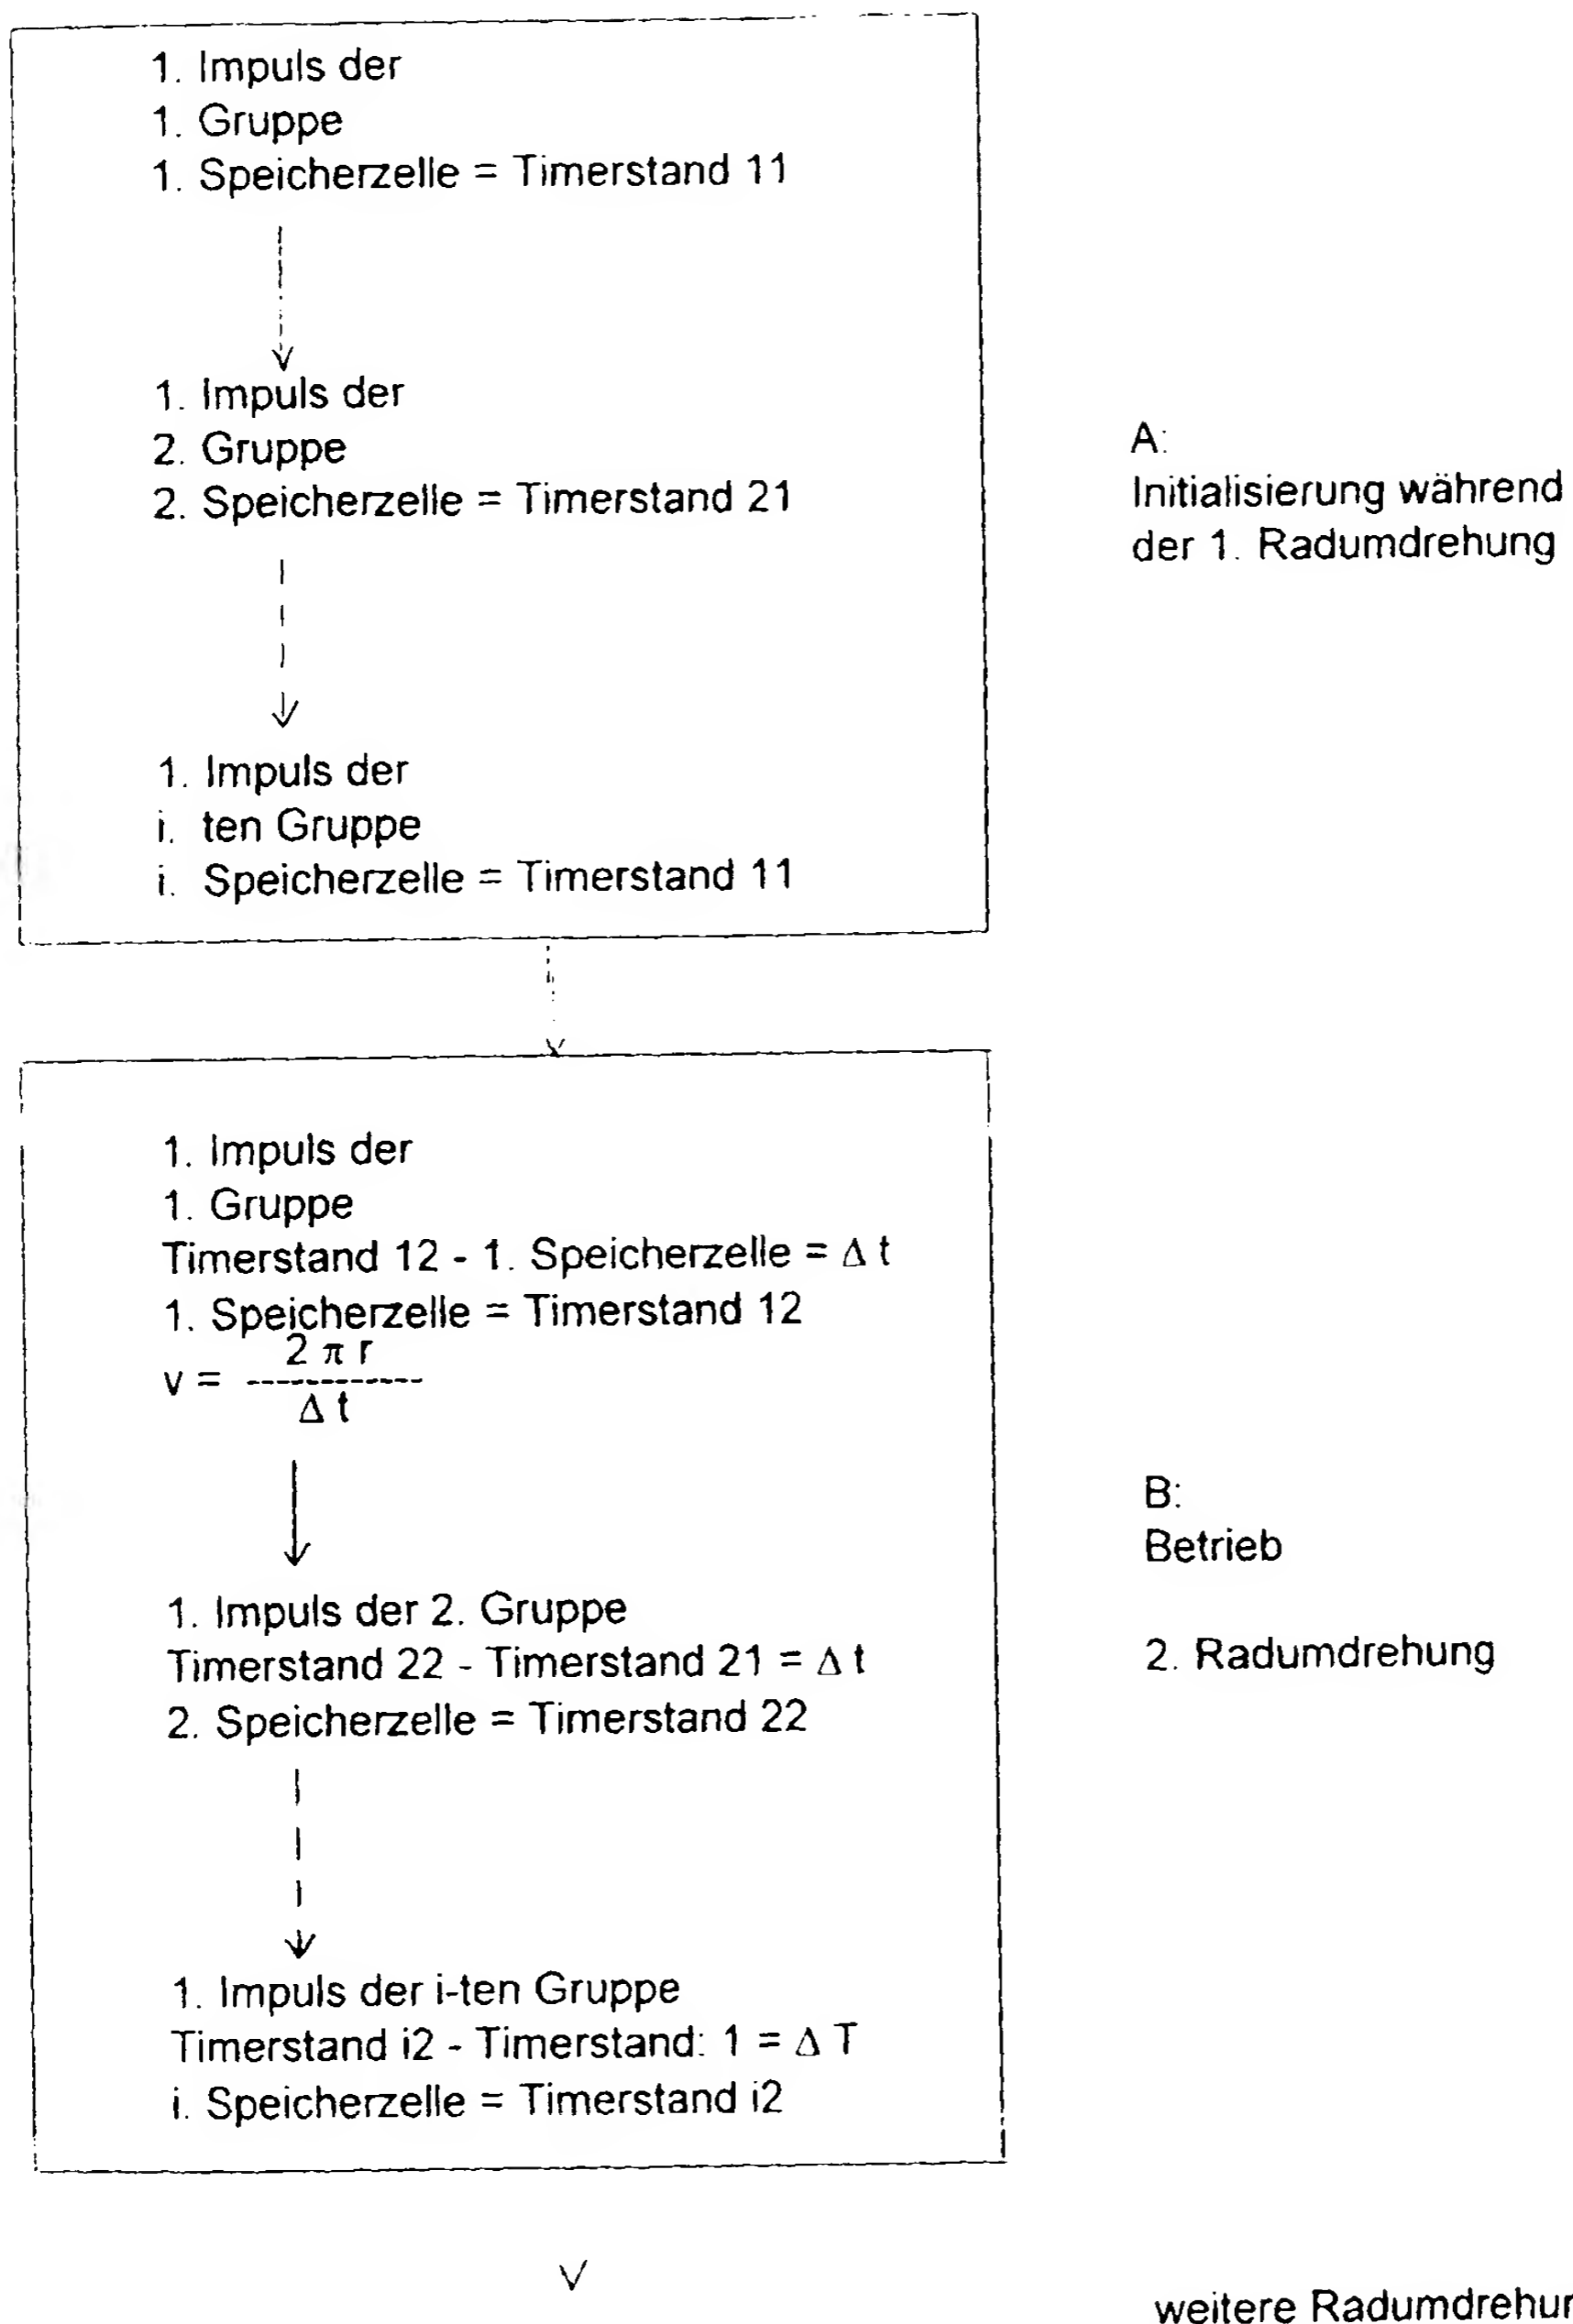 1. Impuls der
1. Gruppe
1. Speicherzelle = Timerstand 11
1. Impuls der
2. Gruppe
2. Speicherzelle = Timerstand 21
A:
Initialisierung während
der 1. Radumdrehung
1. Impuls der
i. ten Gruppe
i. Speicherzelle = Timerstand 11
1. Impuls der
1. Gruppe
Timerstand 12 - 1. Speicherzelle = Δ t
1. Speicherzelle = Timerstand 12
2 π r
v = ------------
Δ t
B:
Betrieb
2. Radumdrehung
1. Impuls der 2. Gruppe
Timerstand 22 - Timerstand 21 = Δ t
2. Speicherzelle = Timerstand 22
1. Impuls der i-ten Gruppe
Timerstand i2 - Timerstand: 1 = Δ T
i. Speicherzelle = Timerstand i2
weitere